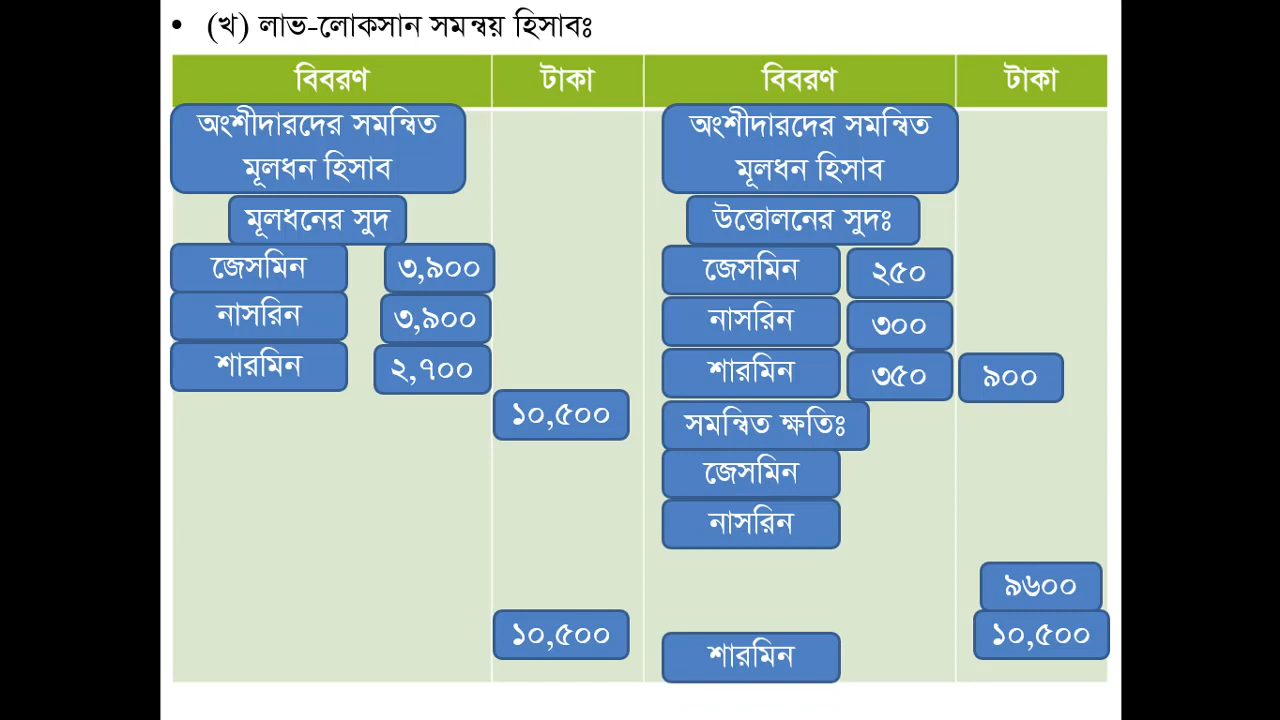 • (খ) লাভ-লোকসান সমন্বয় হিসাবঃ
বিবরণ টাকা বিবরণ টাকা
অংশীদারদের সমন্বিত মূলধন হিসাব
অংশীদারদের সমন্বিত মূলধন হিসাব
মূলধনের সুদ উত্তোলনের সুদঃ
জেসমিন ৩,৯০০ জেসমিন ২৫০
নাসরিন ৩,৯০০ নাসরিন ৩০০
শারমিন ২,৭০০ শারমিন ৩৫০ ৯০০
১০,৫০০ সমন্বিত ক্ষতিঃ
জেসমিন
নাসরিন
৯৬০০
১০,৫০০ ১০,৫০০
শারমিন